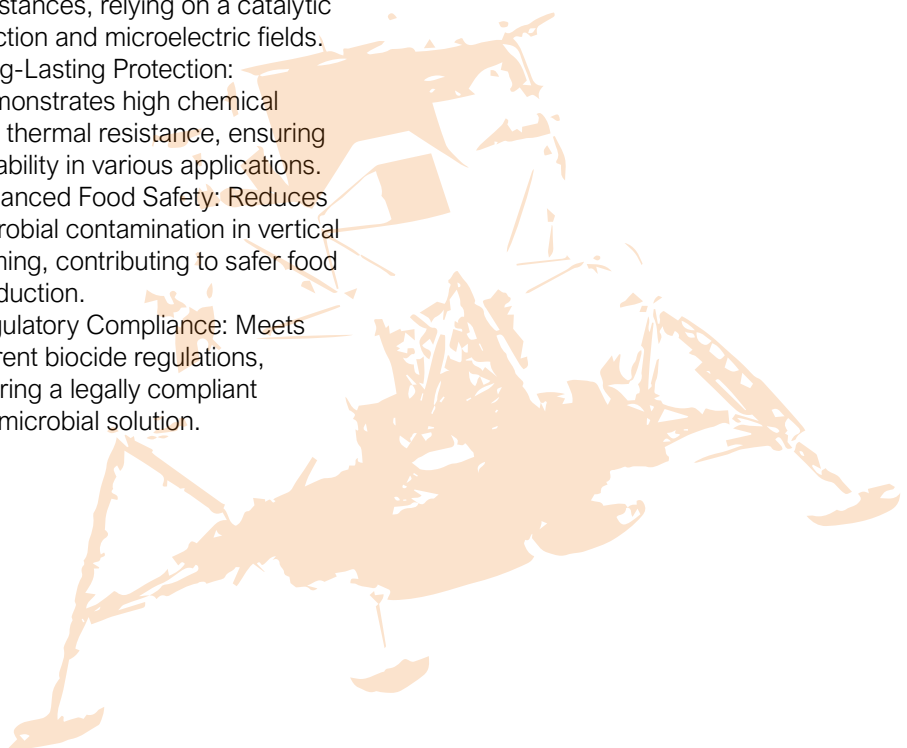 stances, relying on a catalytic
ction and microelectric fields.
g-Lasting Protection:
monstrates high chemical
thermal resistance, ensuring
ability in various applications.
anced Food Safety: Reduces
robial contamination in vertical
ning, contributing to safer food
duction.
gulatory Compliance: Meets
rent biocide regulations,
ring a legally compliant
microbial solution.